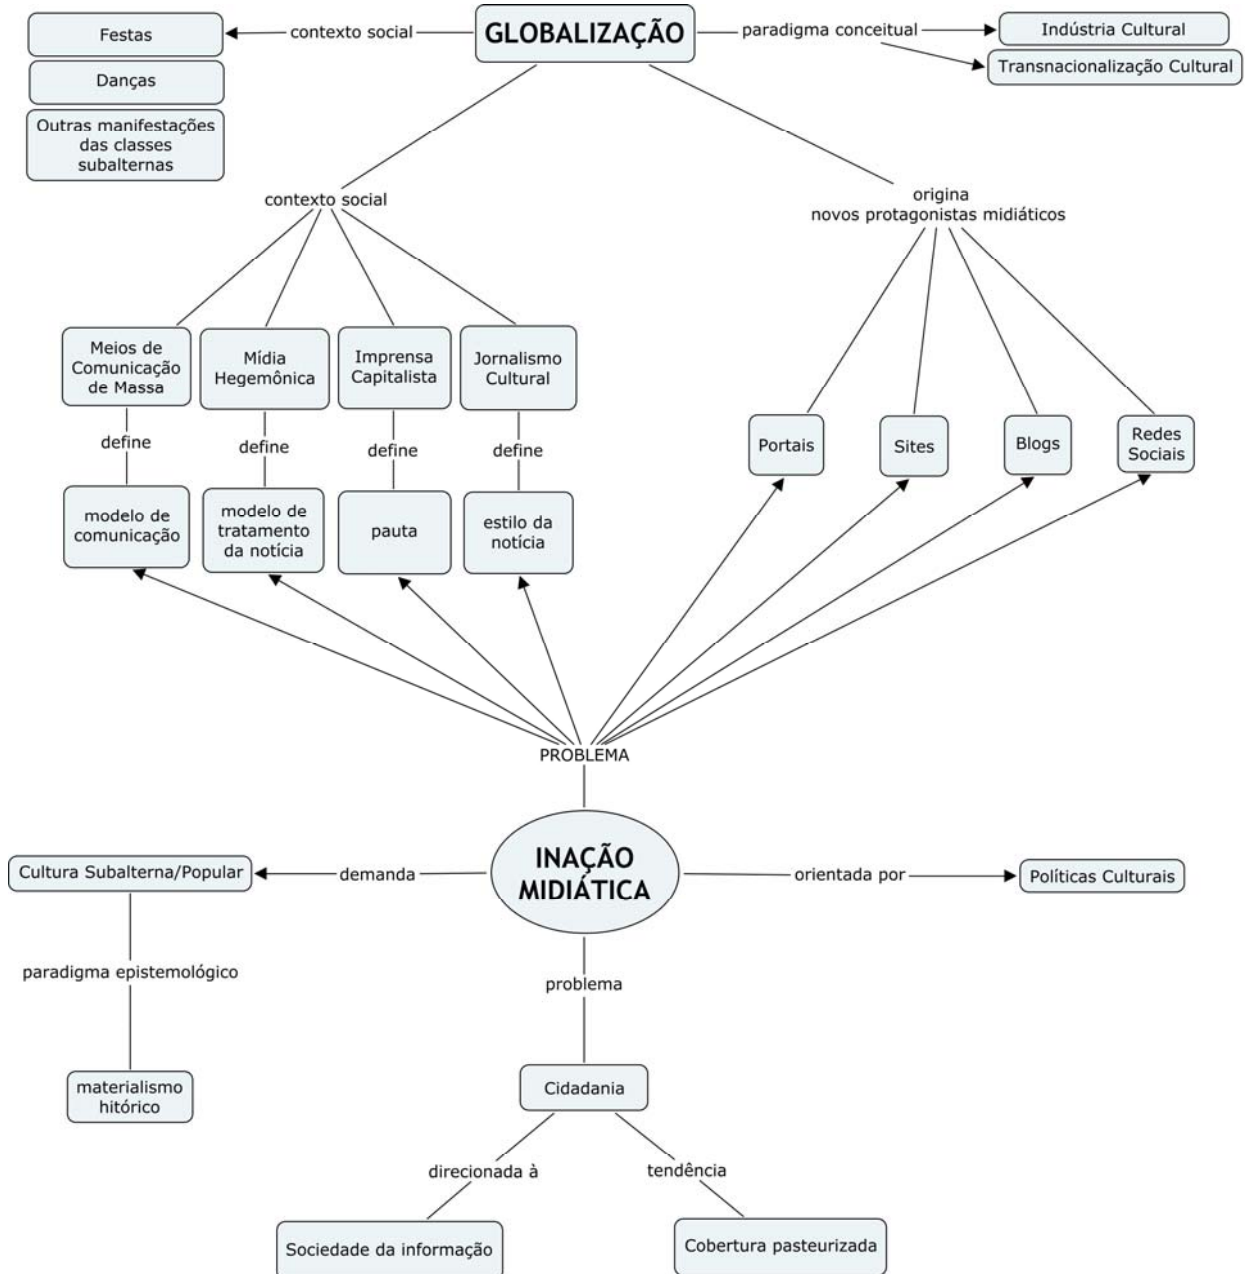 Festas
contexto social
GLOBALIZAÇÃO
paradigma conceitual
Indústria Cultural
Transnacionalização Cultural
Danças
Outras manifestações
das classes
subalternas
contexto social
origina
novos protagonistas midiáticos
Meios de
Comunicação
de Massa
Mídia
Hegemônica
Imprensa
Capitalista
Jornalismo
Cultural
define
define
define
define
modelo de
comunicação
modelo de
tratamento
da notícia
pauta
estilo da
notícia
Portais
Sites
Blogs
Redes
Sociais
PROBLEMA
INAÇÃO
MIDIÁTICA
demanda
Cultura Subalterna/Popular
orientada por
Políticas Culturais
paradigma epistemológico
materialismo
hitórico
problema
Cidadania
direcionada à
tendência
Sociedade da informação
Cobertura pasteurizada